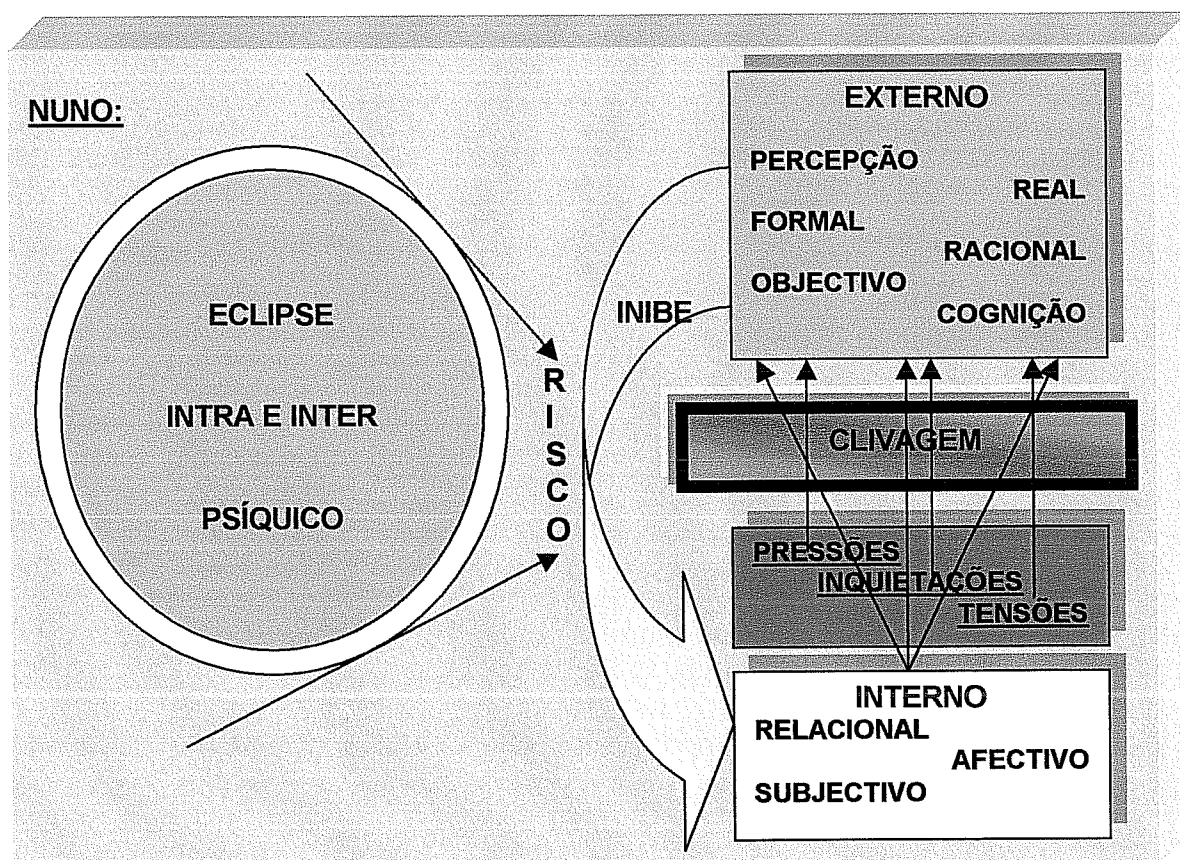 NUNO:
ECLIPSE
INTRA E INTER
PSÍQUICO
RISCO
INIBE
EXTERNO
PERCEPÇÃO
REAL
FORMAL
RACIONAL
OBJECTIVO
COGNIÇÃO
CLIVAGEM
PRESSÕES
INQUIETAÇÕES
TENSÕES
INTERNO
RELACIONAL
AFECTIVO
SUBJECTIVO